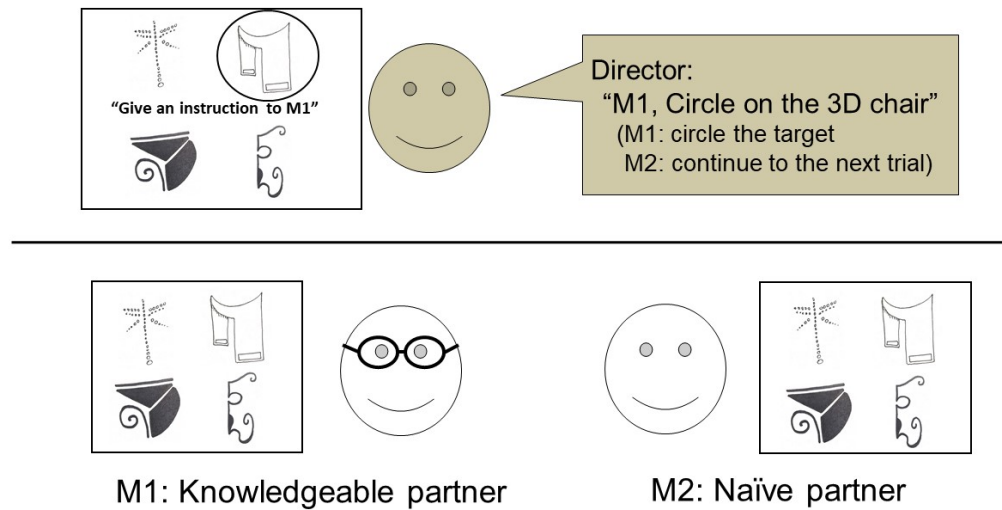 “Give an instruction to M1”
Director:
“M1, Circle on the 3D chair”
(M1: circle the target
M2: continue to the next trial)
M1: Knowledgeable partner
M2: Naïve partner